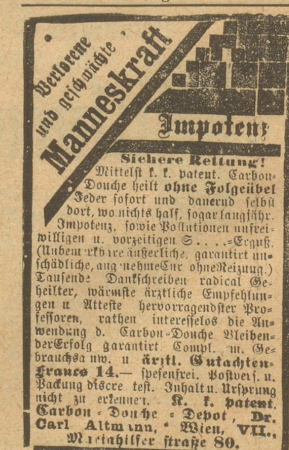 Verlorene
und geschwächte
Manneskraft
Impotenz
Sichere Rettung!
Mittelst k. k. patent. Carbon-
Douche heilt ohne Folgeübel
Jeder sofort und dauernd selbst
dort, wo nichts half, sogar langjähr.
Impotenz, sowie Pollutionen unfrei-
willigen u. vorzeitigen S....=Erguß.
äußerliche, garantirt un-
schädliche, Cur ohne Reizung.)
Tausende Dankschreiben radical Ge-
heilter, wärmste ärztliche Empfehlun-
gen u Atteste hervorragendster Pro-
fessoren, rathen interesselos die An-
wendung d. Carbon-Douche Bleiben-
der Erfolg garantirt Compl. m. Ge-
brauchsanw. u ärztl. Gutachten
Francs 14.— spesenfrei. Postvers. u.
Packung discre test. Inhalt u. Ursprung
nicht zu erkennen. K. k. patent.
Carbon-Douche-Depot, Dr.
Carl Altmann, Wien, VII.,
Mariahilfer straße 80.